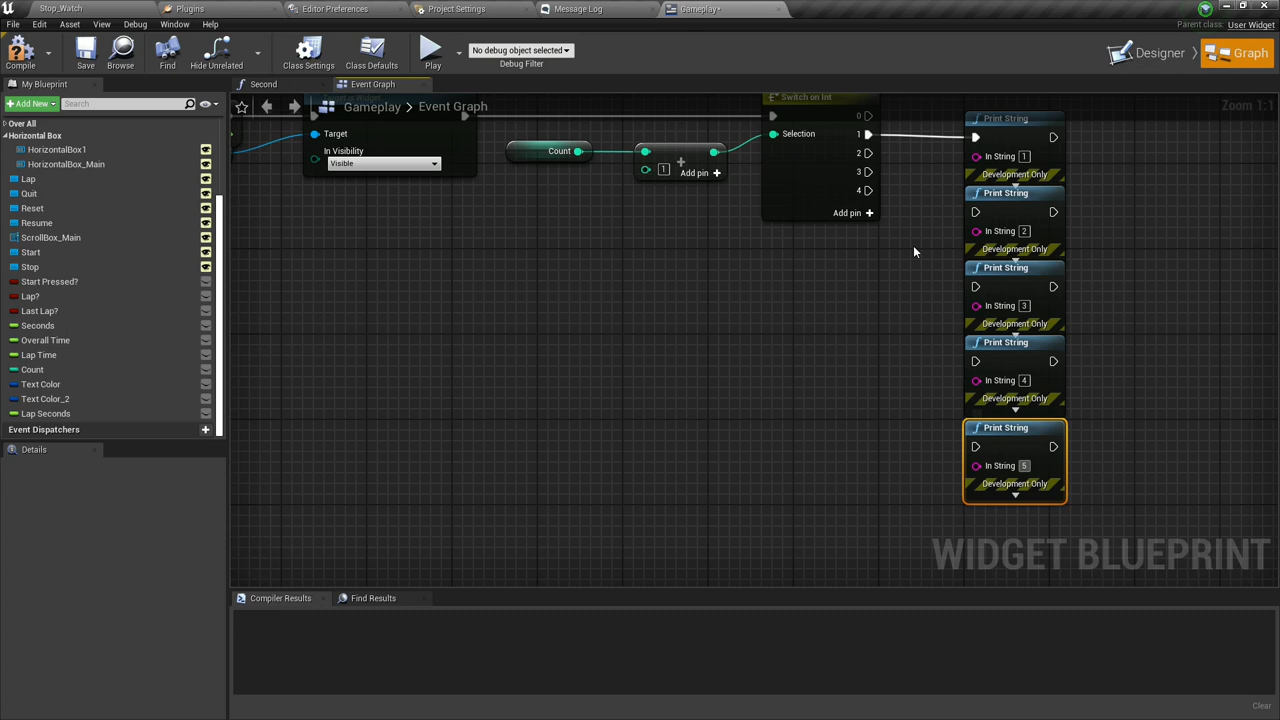 Stop_Watch
Plugins
Editor Preferences
Project Settings
Message Log
Gameplay*
File Edit Asset View Debug Window Help
Parent class: User Widget
Compile
Save
Browse
Find
Hide Unrelated
Class Settings
Class Defaults
Play
No debug object selected
Debug Filter
Designer
Graph
My Blueprint
Second
Event Graph
Add New
Search
Gameplay > Event Graph
Zoom 1:1
Over All
Horizontal Box
HorizontalBox1
HorizontalBox_Main
Lap
Quit
Reset
Resume
ScrollBox_Main
Start
Stop
Start Pressed?
Lap?
Last Lap?
Seconds
Overall Time
Lap Time
Count
Text Color
Text Color_2
Lap Seconds
Event Dispatchers
Details
Target
In Visibility
Visible
Count
1
Add pin
Switch on Int
Selection
0
1
2
3
4
Add pin
Print String
In String 1
Development Only
Print String
In String 2
Development Only
Print String
In String 3
Development Only
Print String
In String 4
Development Only
Print String
In String 5
Development Only
WIDGET BLUEPRINT
Compiler Results
Find Results
Clear